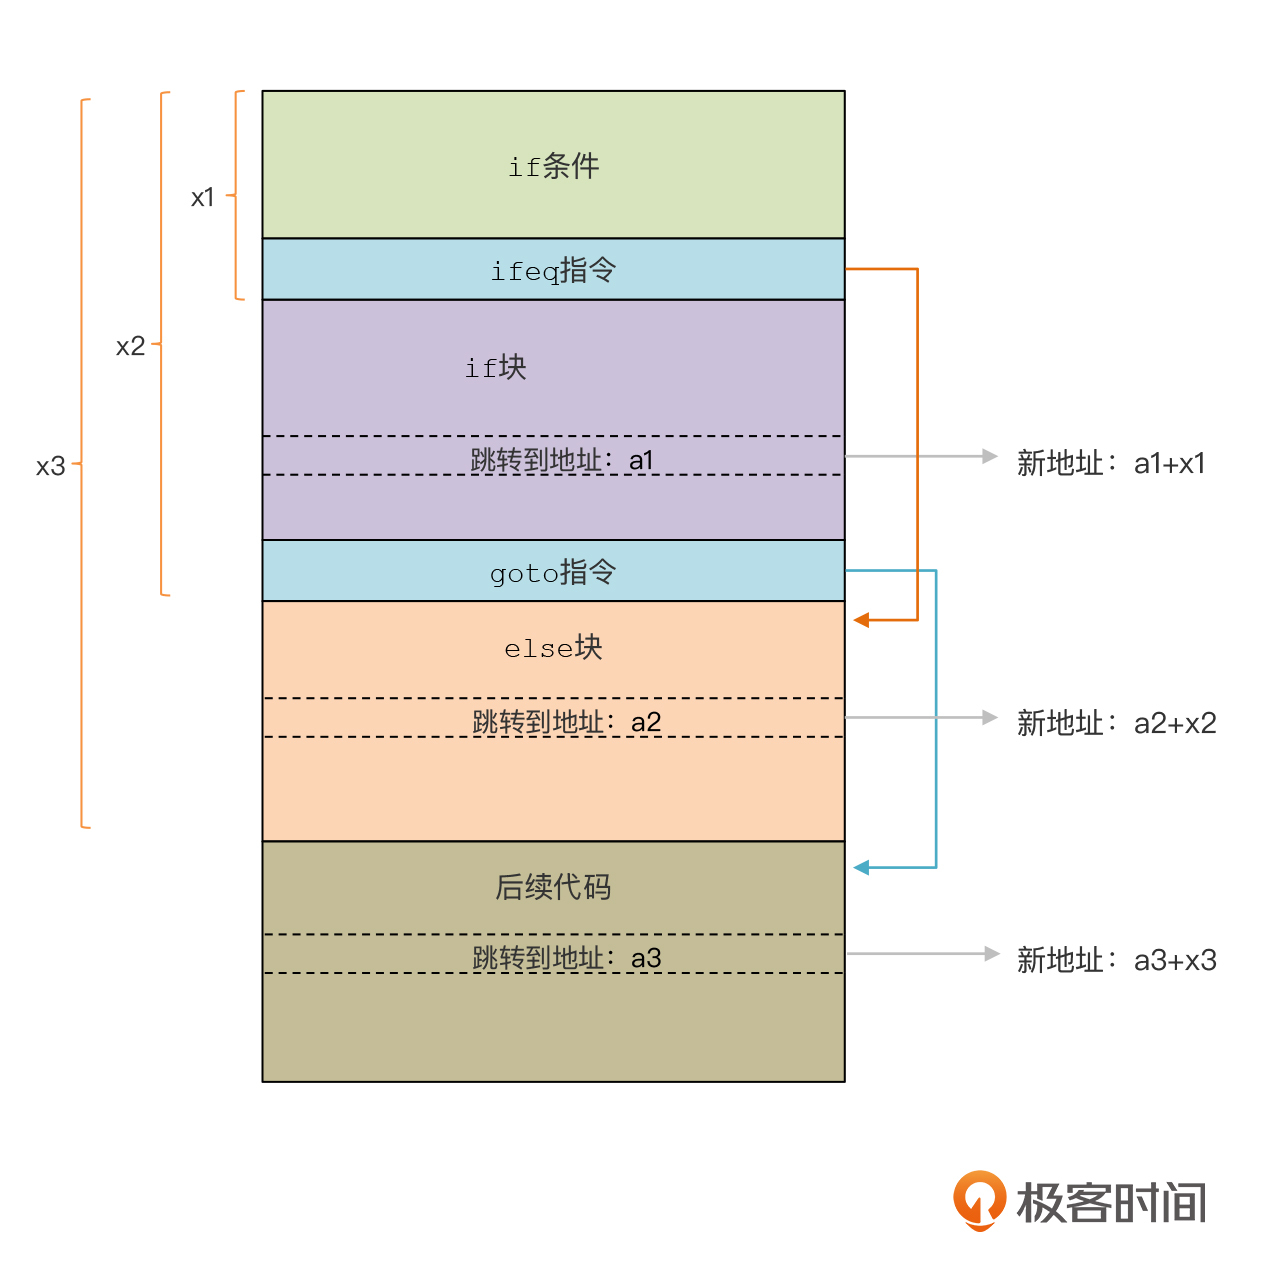 if条件
x1
ifeq指令
x2
if块
x3
跳转到地址：a1
新地址：a1+x1
goto指令
else块
跳转到地址：a2
新地址：a2+x2
后续代码
跳转到地址：a3
新地址：a3+x3
极客时间